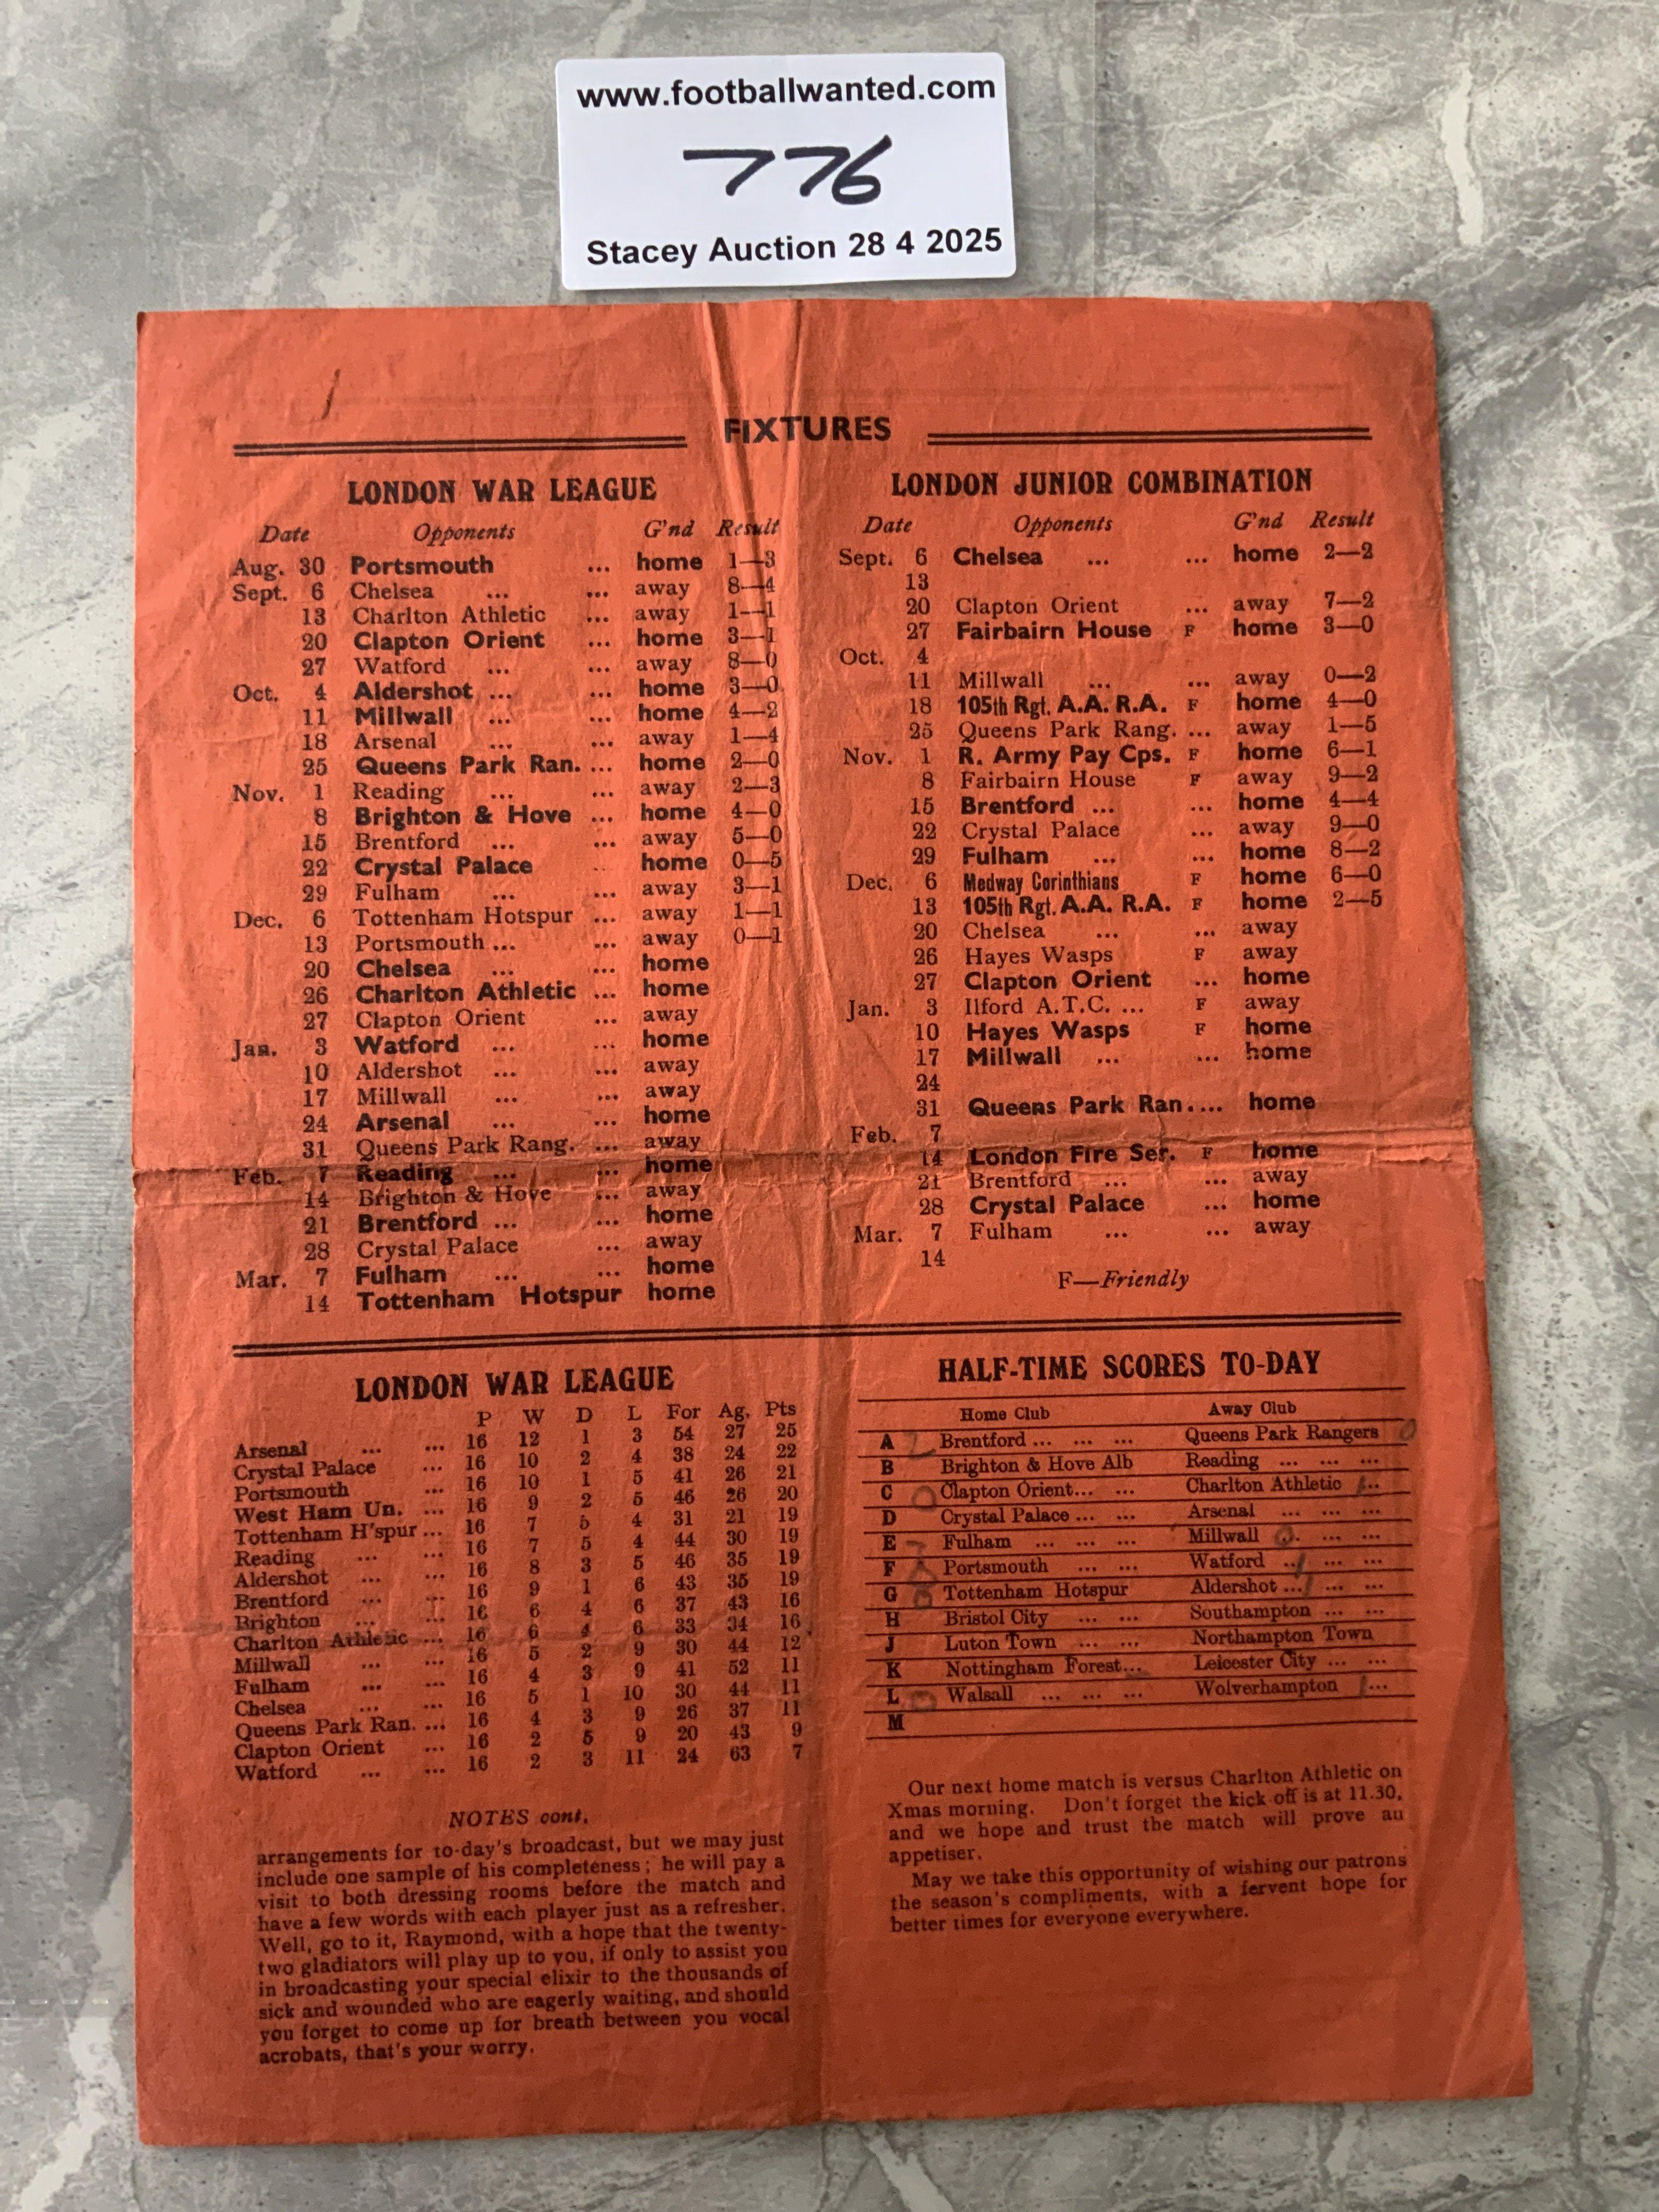 www.footballwanted.com
776
Stacey Auction 28 4 2025
FIXTURES
LONDON WAR LEAGUE
Date Opponents G'nd Result
Aug. 30 Portsmouth ... home 1—3
Sept. 6 Chelsea ... ... away 8—4
13 Charlton Athletic ... away 1—1
20 Clapton Orient ... home 3—1
27 Watford ... ... away 8—0
Oct. 4 Aldershot ... ... home 3—0
11 Millwall ... ... home 4—2
18 Arsenal ... ... away 1—4
25 Queens Park Ran. ... home 2—0
Nov. 1 Reading ... ... away 2—3
8 Brighton & Hove ... home 4—0
15 Brentford ... ... away 5—0
22 Crystal Palace .. home 0—5
29 Fulham ... ... away 3—1
Dec. 6 Tottenham Hotspur ... away 1—1
13 Portsmouth ... ... away 0—1
20 Chelsea ... ... home
26 Charlton Athletic ... home
27 Clapton Orient ... away
Jan. 3 Watford ... ... home
10 Aldershot ... ... away
17 Millwall ... ... away
24 Arsenal ... ... home
31 Queens Park Rang. ... away
Feb. 7 Reading ... ... home
14 Brighton & Hove ... away
21 Brentford ... ... home
28 Crystal Palace ... away
Mar. 7 Fulham ... ... home
14 Tottenham Hotspur home
LONDON JUNIOR COMBINATION
Date Opponents G'nd Result
Sept. 6 Chelsea ... ... home 2—2
13
20 Clapton Orient ... away 7—2
27 Fairbairn House F home 3—0
Oct. 4
11 Millwall ... ... away 0—2
18 105th Rgt. A.A. R.A. F home 4—0
25 Queens Park Rang. ... away 1—5
Nov. 1 R. Army Pay Cps. F home 6—1
8 Fairbairn House F away 9—2
15 Brentford ... ... home 4—4
22 Crystal Palace ... away 9—0
29 Fulham ... ... home 8—2
Dec. 6 Medway Corinthians F home 6—0
13 105th Rgt. A.A. R.A. F home 2—5
20 Chelsea ... ... away
26 Hayes Wasps F away
27 Clapton Orient ... home
Jan. 3 Ilford A.T.C. ... F away
10 Hayes Wasps F home
17 Millwall ... ... home
24
31 Queens Park Ran. ... home
Feb. 7
14 London Fire Ser. F home
21 Brentford ... ... away
28 Crystal Palace ... home
Mar. 7 Fulham ... ... away
14
F—Friendly
LONDON WAR LEAGUE
P W D L For Ag. Pts
Arsenal ... ... 16 12 1 3 54 27 25
Crystal Palace ... 16 10 2 4 38 24 22
Portsmouth ... 16 10 1 5 41 26 21
West Ham Un. ... 16 9 2 5 46 26 20
Tottenham H'spur ... 16 7 5 4 31 21 19
Reading ... ... 16 7 5 4 44 30 19
Aldershot ... ... 16 8 3 5 46 35 19
Brentford ... ... 16 9 1 6 43 35 19
Brighton ... ... 16 6 4 6 37 43 16
Charlton Athletic ... 16 6 4 6 33 34 16
Millwall ... ... 16 5 2 9 30 44 12
Fulham ... ... 16 4 3 9 41 52 11
Chelsea ... ... 16 5 1 10 30 44 11
Queens Park Ran. ... 16 4 3 9 26 37 11
Clapton Orient ... 16 2 5 9 20 43 9
Watford ... ... 16 2 3 11 24 63 7
NOTES cont.
arrangements for to-day's broadcast, but we may just
include one sample of his completeness; he will pay a
visit to both dressing rooms before the match and
have a few words with each player just as a refresher.
Well, go to it, Raymond, with a hope that the twenty-
two gladiators will play up to you, if only to assist you
in broadcasting your special elixir to the thousands of
sick and wounded who are eagerly waiting, and should
you forget to come up for breath between you vocal
acrobats, that's your worry.
HALF-TIME SCORES TO-DAY
Home Club Away Club
A Brentford ... ... ... Queens Park Rangers 0
B Brighton & Hove Alb Reading ... ... ...
C 0 Clapton Orient... ... Charlton Athletic 1 ..
D Crystal Palace ... ... Arsenal ... ... ...
E Fulham ... ... ... Millwall 0 . ... ...
F Portsmouth ... ... Watford .. 1 ... ...
G Tottenham Hotspur Aldershot ... 1 ... ...
H Bristol City ... ... Southampton ... ...
J Luton Town ... ... Northampton Town
K Nottingham Forest... Leicester City ... ...
L 0 Walsall ... ... ... Wolverhampton 1 ...
M
Our next home match is versus Charlton Athletic on
Xmas morning. Don't forget the kick off is at 11.30,
and we hope and trust the match will prove an
appetiser.
May we take this opportunity of wishing our patrons
the season's compliments, with a fervent hope for
better times for everyone everywhere.